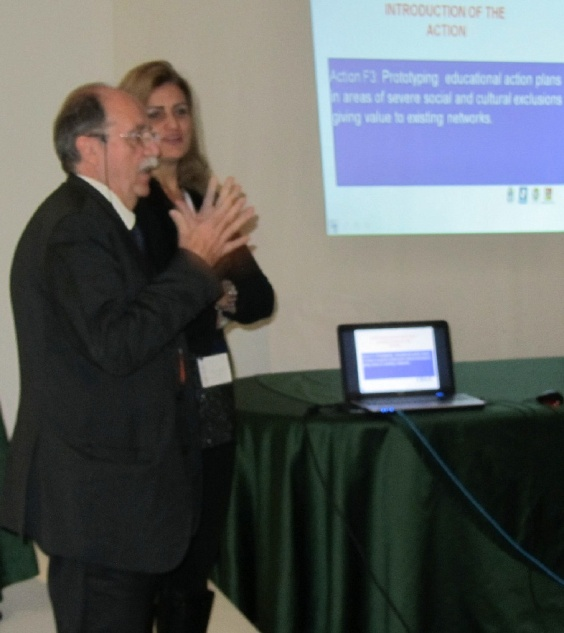 INTRODUCTION OF THE
ACTION
Action F3: Prototyping educational action plans
in areas of severe social and cultural exclusions
giving value to existing networks.